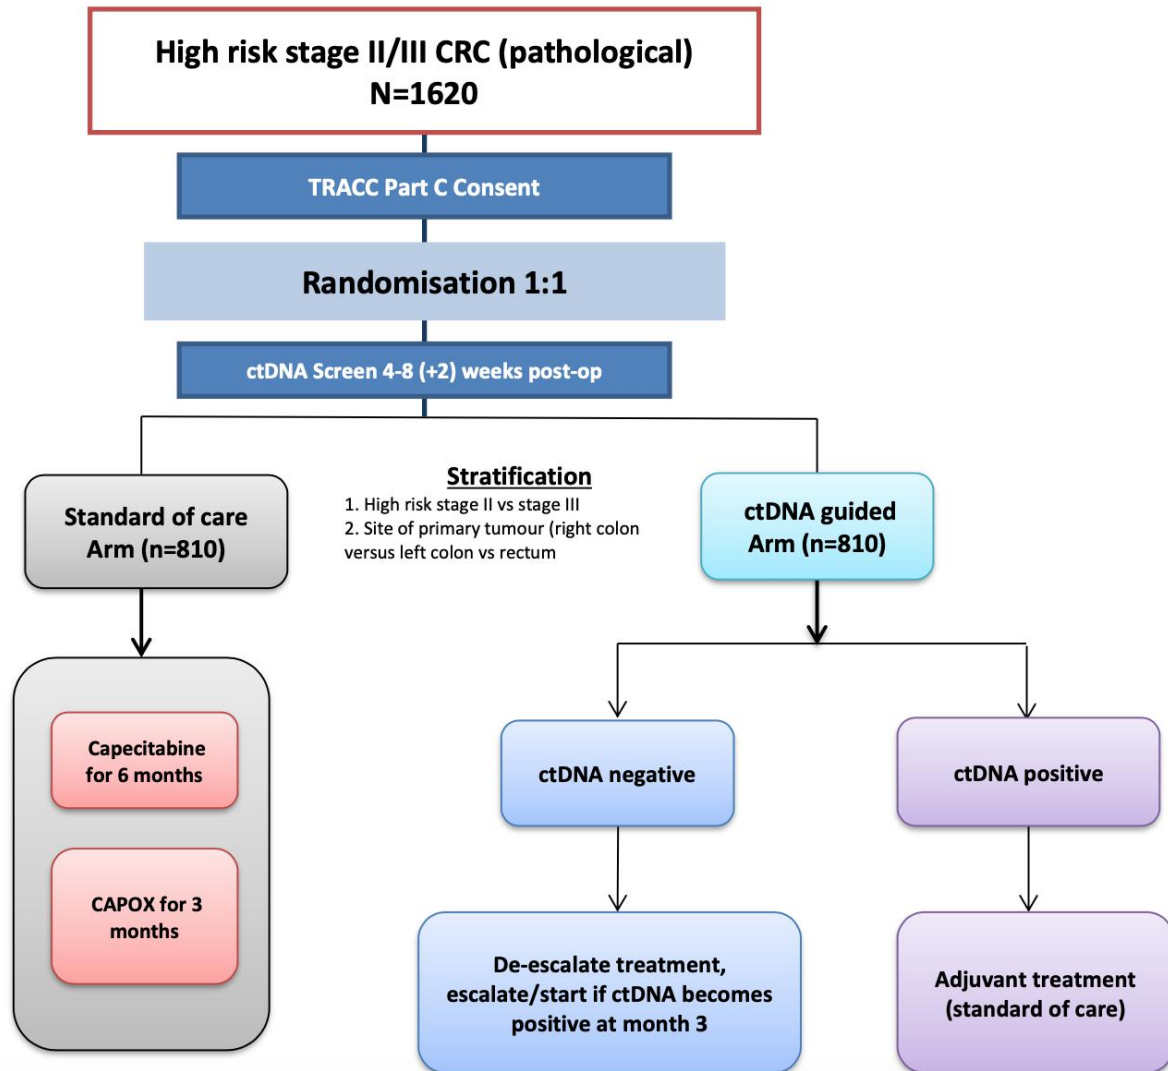 High risk stage II/III CRC (pathological)
N=1620
TRACC Part C Consent
Randomisation 1:1
ctDNA Screen 4-8 (+2) weeks post-op
Standard of care
Arm (n=810)
Stratification
1. High risk stage II vs stage III
2. Site of primary tumour (right colon
versus left colon vs rectum
ctDNA guided
Arm (n=810)
Capecitabine
for 6 months
CAPOX for 3
months
ctDNA negative
ctDNA positive
De-escalate treatment,
escalate/start if ctDNA becomes
positive at month 3
Adjuvant treatment
(standard of care)